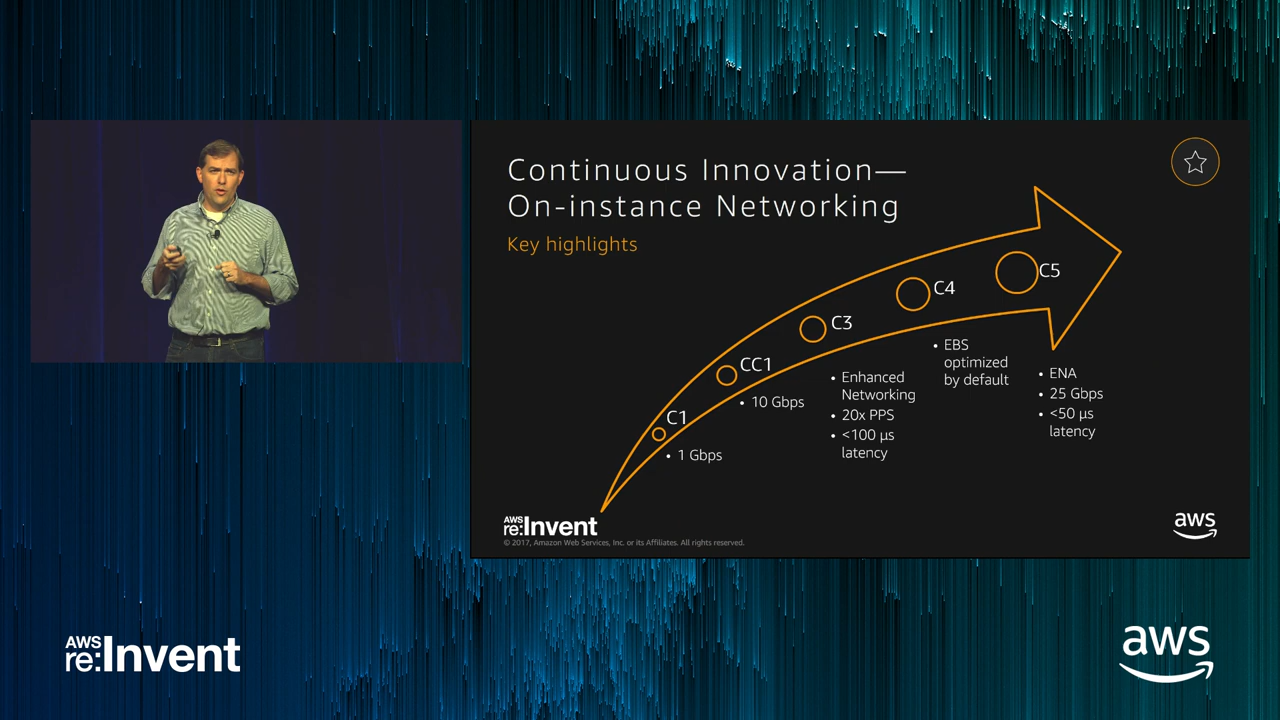 Continuous Innovation—
On-instance Networking
Key highlights
C1
• 1 Gbps
CC1
• 10 Gbps
C3
• Enhanced
Networking
• 20x PPS
• <100 µs
latency
C4
• EBS
optimized
by default
C5
• ENA
• 25 Gbps
• <50 µs
latency
AWS
re:Invent
© 2017, Amazon Web Services, Inc. or its Affiliates. All rights reserved.
aws
AWS
re:Invent
aws